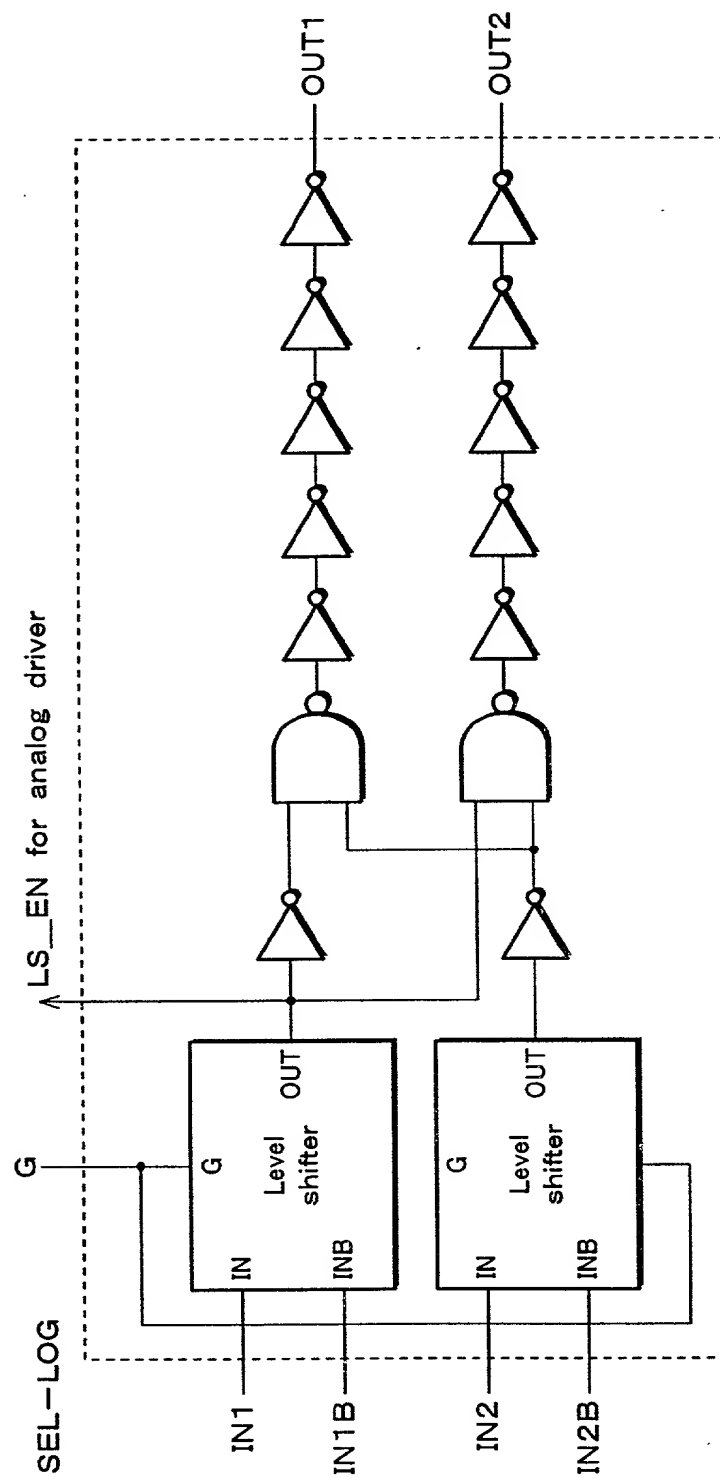 SEL-LOG
G
LS_EN for analog driver
IN1
IN1B
IN2
IN2B
G
IN
INB
Level
shifter
OUT
G
IN
INB
Level
shifter
OUT
OUT1
OUT2